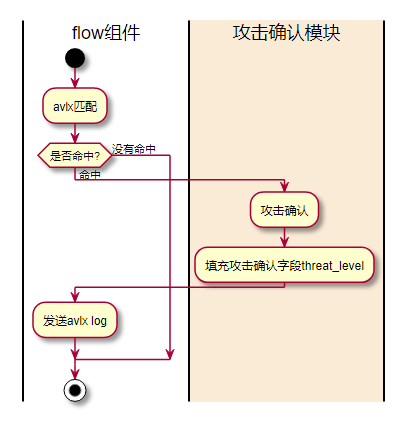 flow组件
攻击确认模块
avlx匹配
是否命中?
没有命中
命中
攻击确认
填充攻击确认字段threat_level
发送avlx log